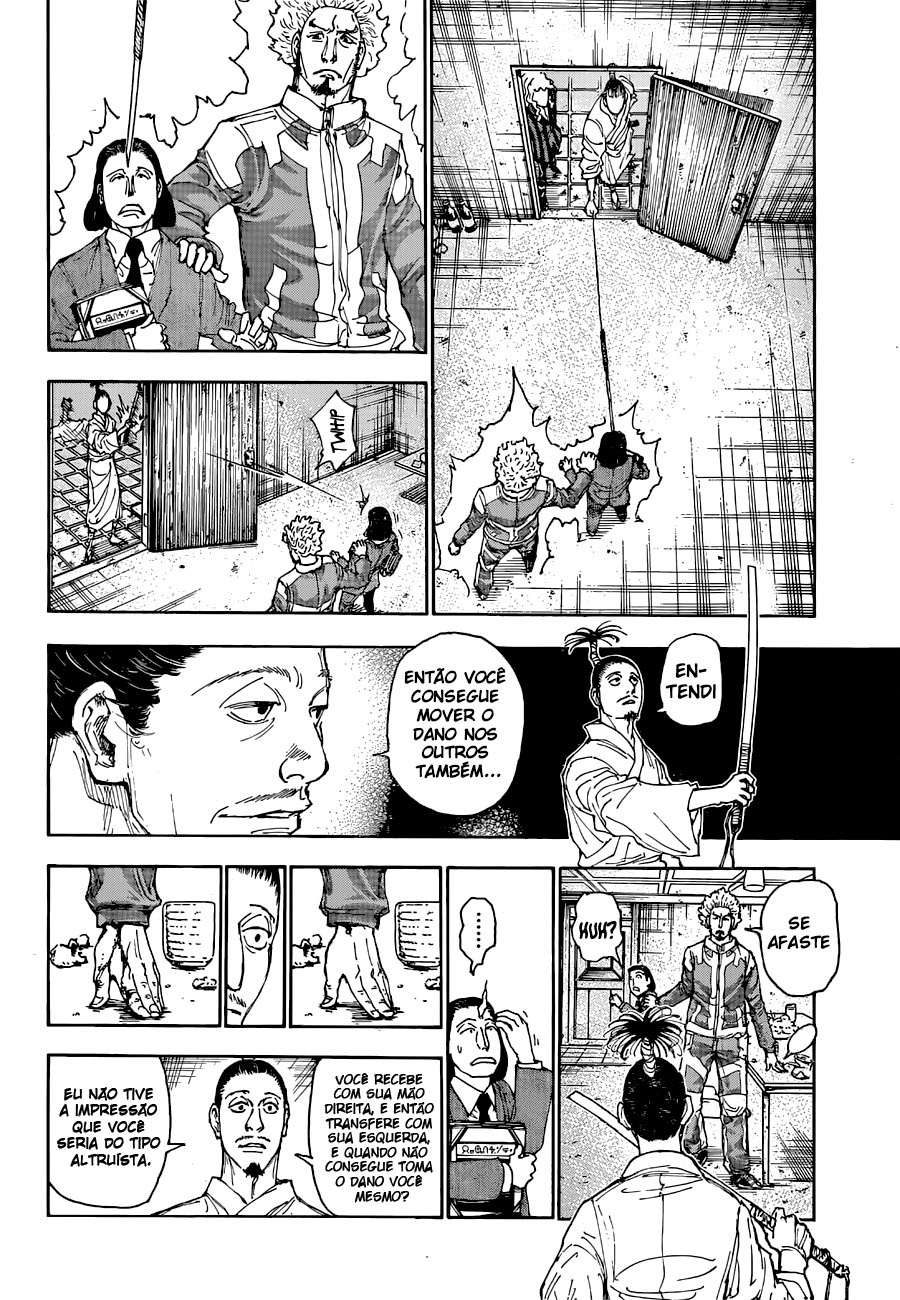 TWHP
EN-
TENDI
ENTÃO VOCÊ
CONSEGUE
MOVER O
DANO NOS
OUTROS
TAMBÉM...
SE
AFASTE
HUH?
......
VOCÊ RECEBE
COM SUA MÃO
DIREITA, E ENTÃO
TRANSFERE COM
SUA ESQUERDA,
E QUANDO NÃO
CONSEGUE TOMA
O DANO VOCÊ
MESMO?
EU NÃO TIVE
A IMPRESSÃO
QUE VOCÊ
SERIA DO TIPO
ALTRUÍSTA.